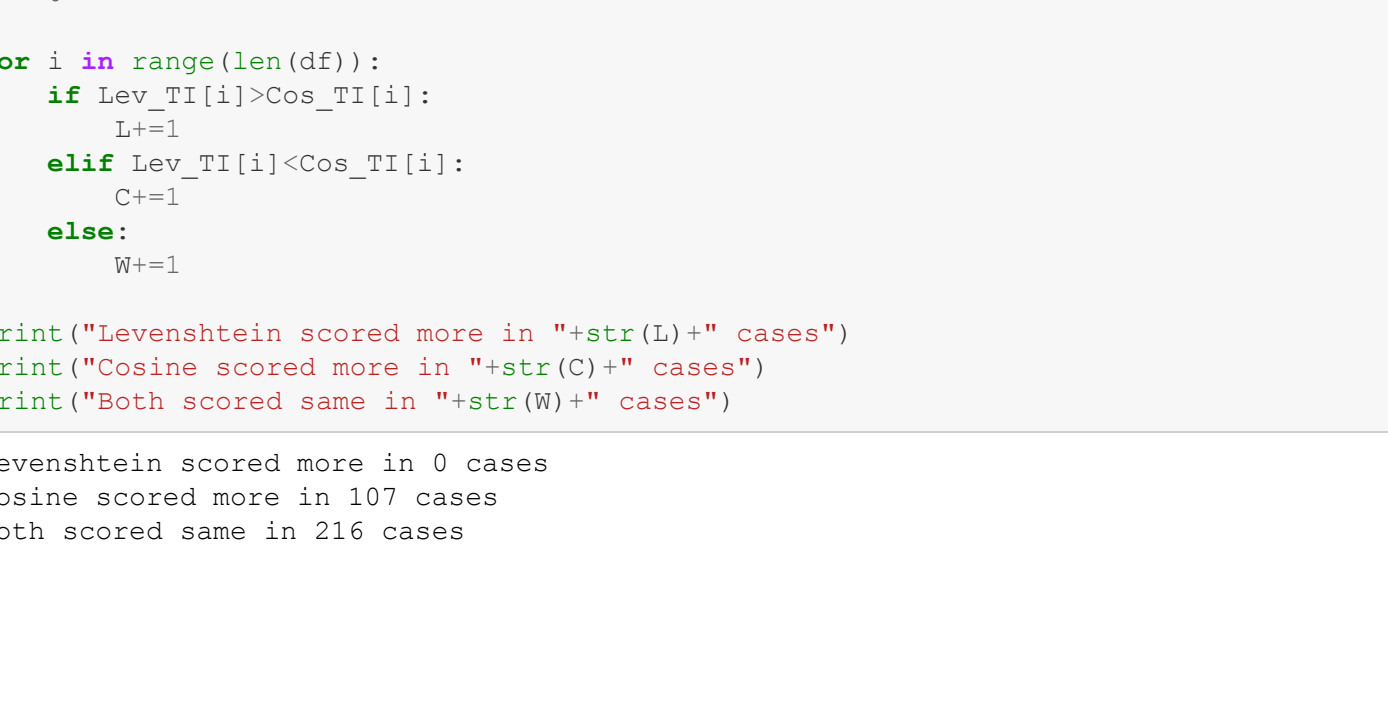 or i in range(len(df)):
    if Lev_TI[i]>Cos_TI[i]:
        L+=1
    elif Lev_TI[i]<Cos_TI[i]:
        C+=1
    else:
        W+=1
rint("Levenshtein scored more in "+str(L)+" cases")
rint("Cosine scored more in "+str(C)+" cases")
rint("Both scored same in "+str(W)+" cases")
evenshtein scored more in 0 cases
osine scored more in 107 cases
oth scored same in 216 cases